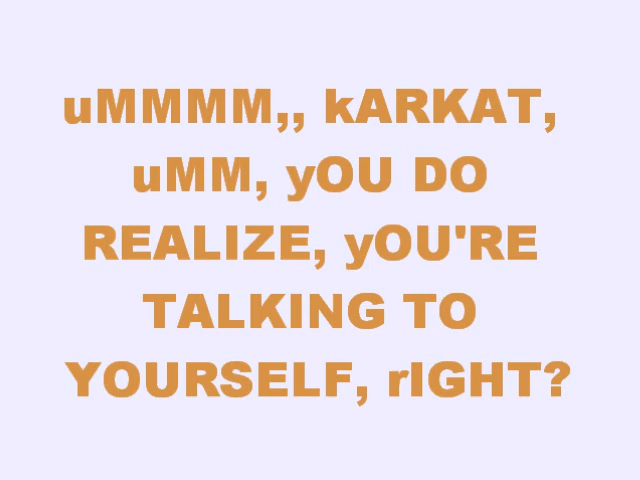 uMMMM,, kARKAT,
uMM, yOU DO
REALIZE, yOU'RE
TALKING TO
YOURSELF, rIGHT?